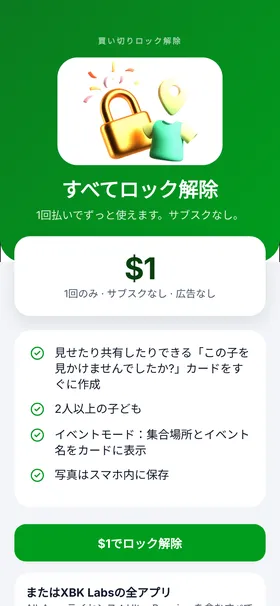 買い切りロック解除
すべてロック解除
1回払いでずっと使えます。サブスクなし。
$1
1回のみ · サブスクなし · 広告なし
見せたり共有したりできる「この子を
見かけませんでしたか?」カードをす
ぐに作成
2人以上の子ども
イベントモード：集合場所とイベント
名をカードに表示
写真はスマホ内に保存
$1でロック解除
またはXBK Labsの全アプリ